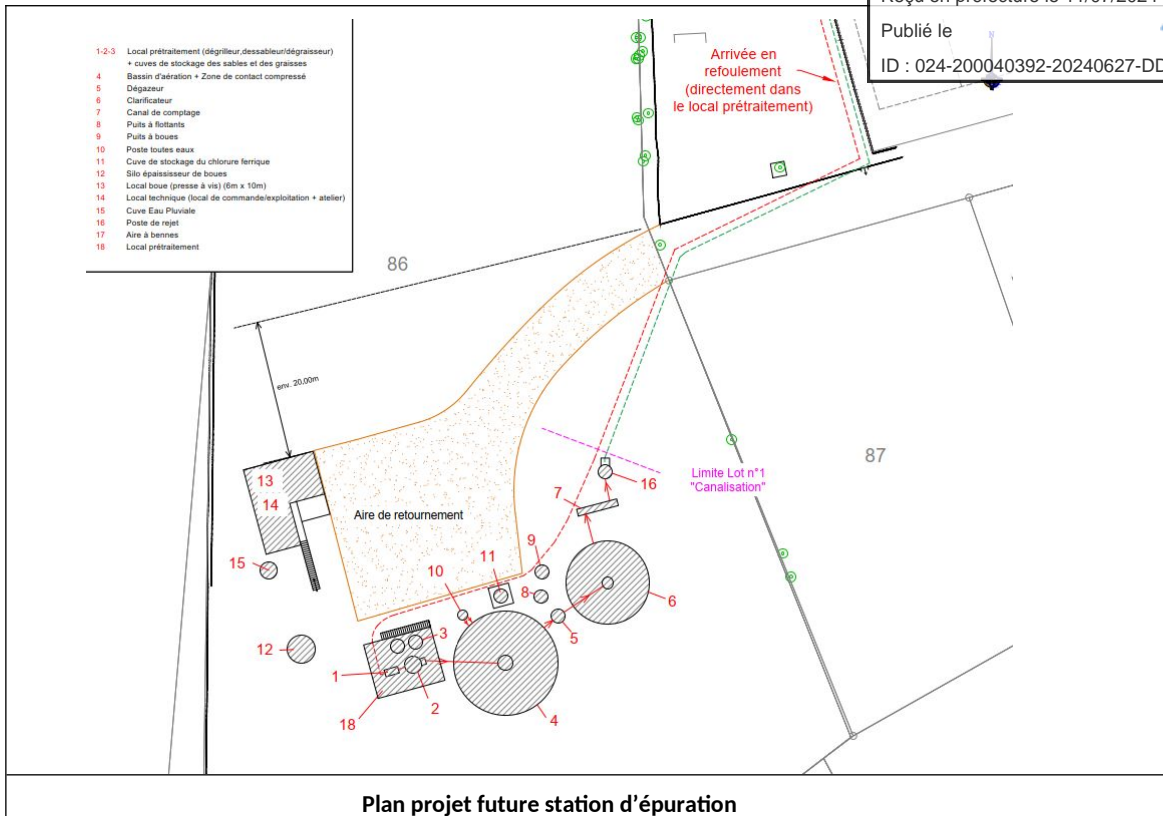 Reçu en préfecture le 11/07/2024
Publié le
ID : 024-200040392-20240627-DD
N
1-2-3 Local prétraitement (dégrilleur,dessableur/dégraisseur)
+ cuves de stockage des sables et des graisses
4 Bassin d'aération + Zone de contact compressé
5 Dégazeur
6 Clarificateur
7 Canal de comptage
8 Puits à flottants
9 Puits à boues
10 Poste toutes eaux
11 Cuve de stockage du chlorure ferrique
12 Silo épaississeur de boues
13 Local boue (presse à vis) (6m x 10m)
14 Local technique (local de commande/exploitation + atelier)
15 Cuve Eau Pluviale
16 Poste de rejet
17 Aire à bennes
18 Local prétraitement
Arrivée en
refoulement
(directement dans
le local prétraitement)
86
env. 20,00m
87
Limite Lot n°1
"Canalisation"
13
14
Aire de retournement
16
7
15
9
11
10
8
6
5
12
3
1
2
18
4
Plan projet future station d'épuration